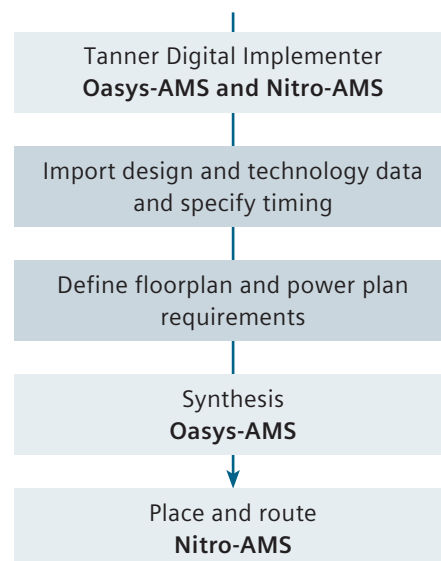 Tanner Digital Implementer
Oasys-AMS and Nitro-AMS
Import design and technology data
and specify timing
Define floorplan and power plan
requirements
Synthesis
Oasys-AMS
Place and route
Nitro-AMS